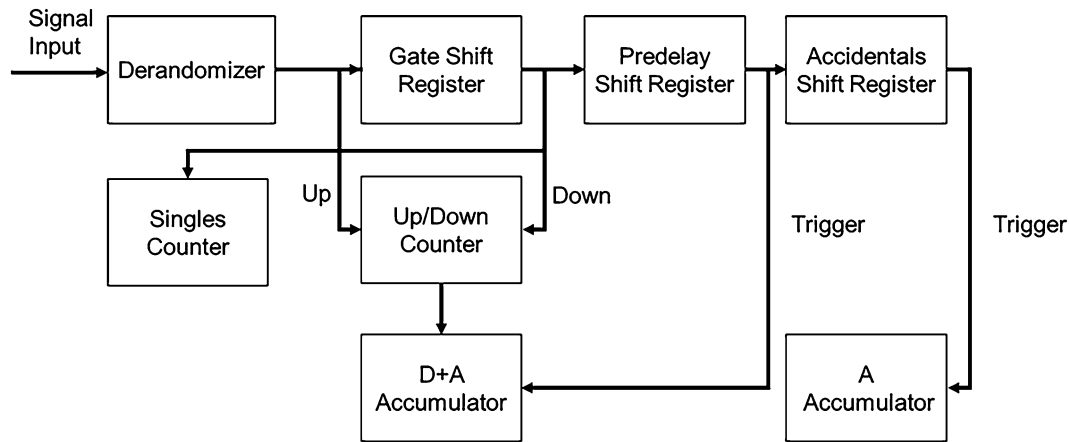 Signal
Input
Derandomizer
Gate Shift
Register
Predelay
Shift Register
Accidentals
Shift Register
Singles
Counter
Up
Up/Down
Counter
Down
Trigger
Trigger
D+A
Accumulator
A
Accumulator